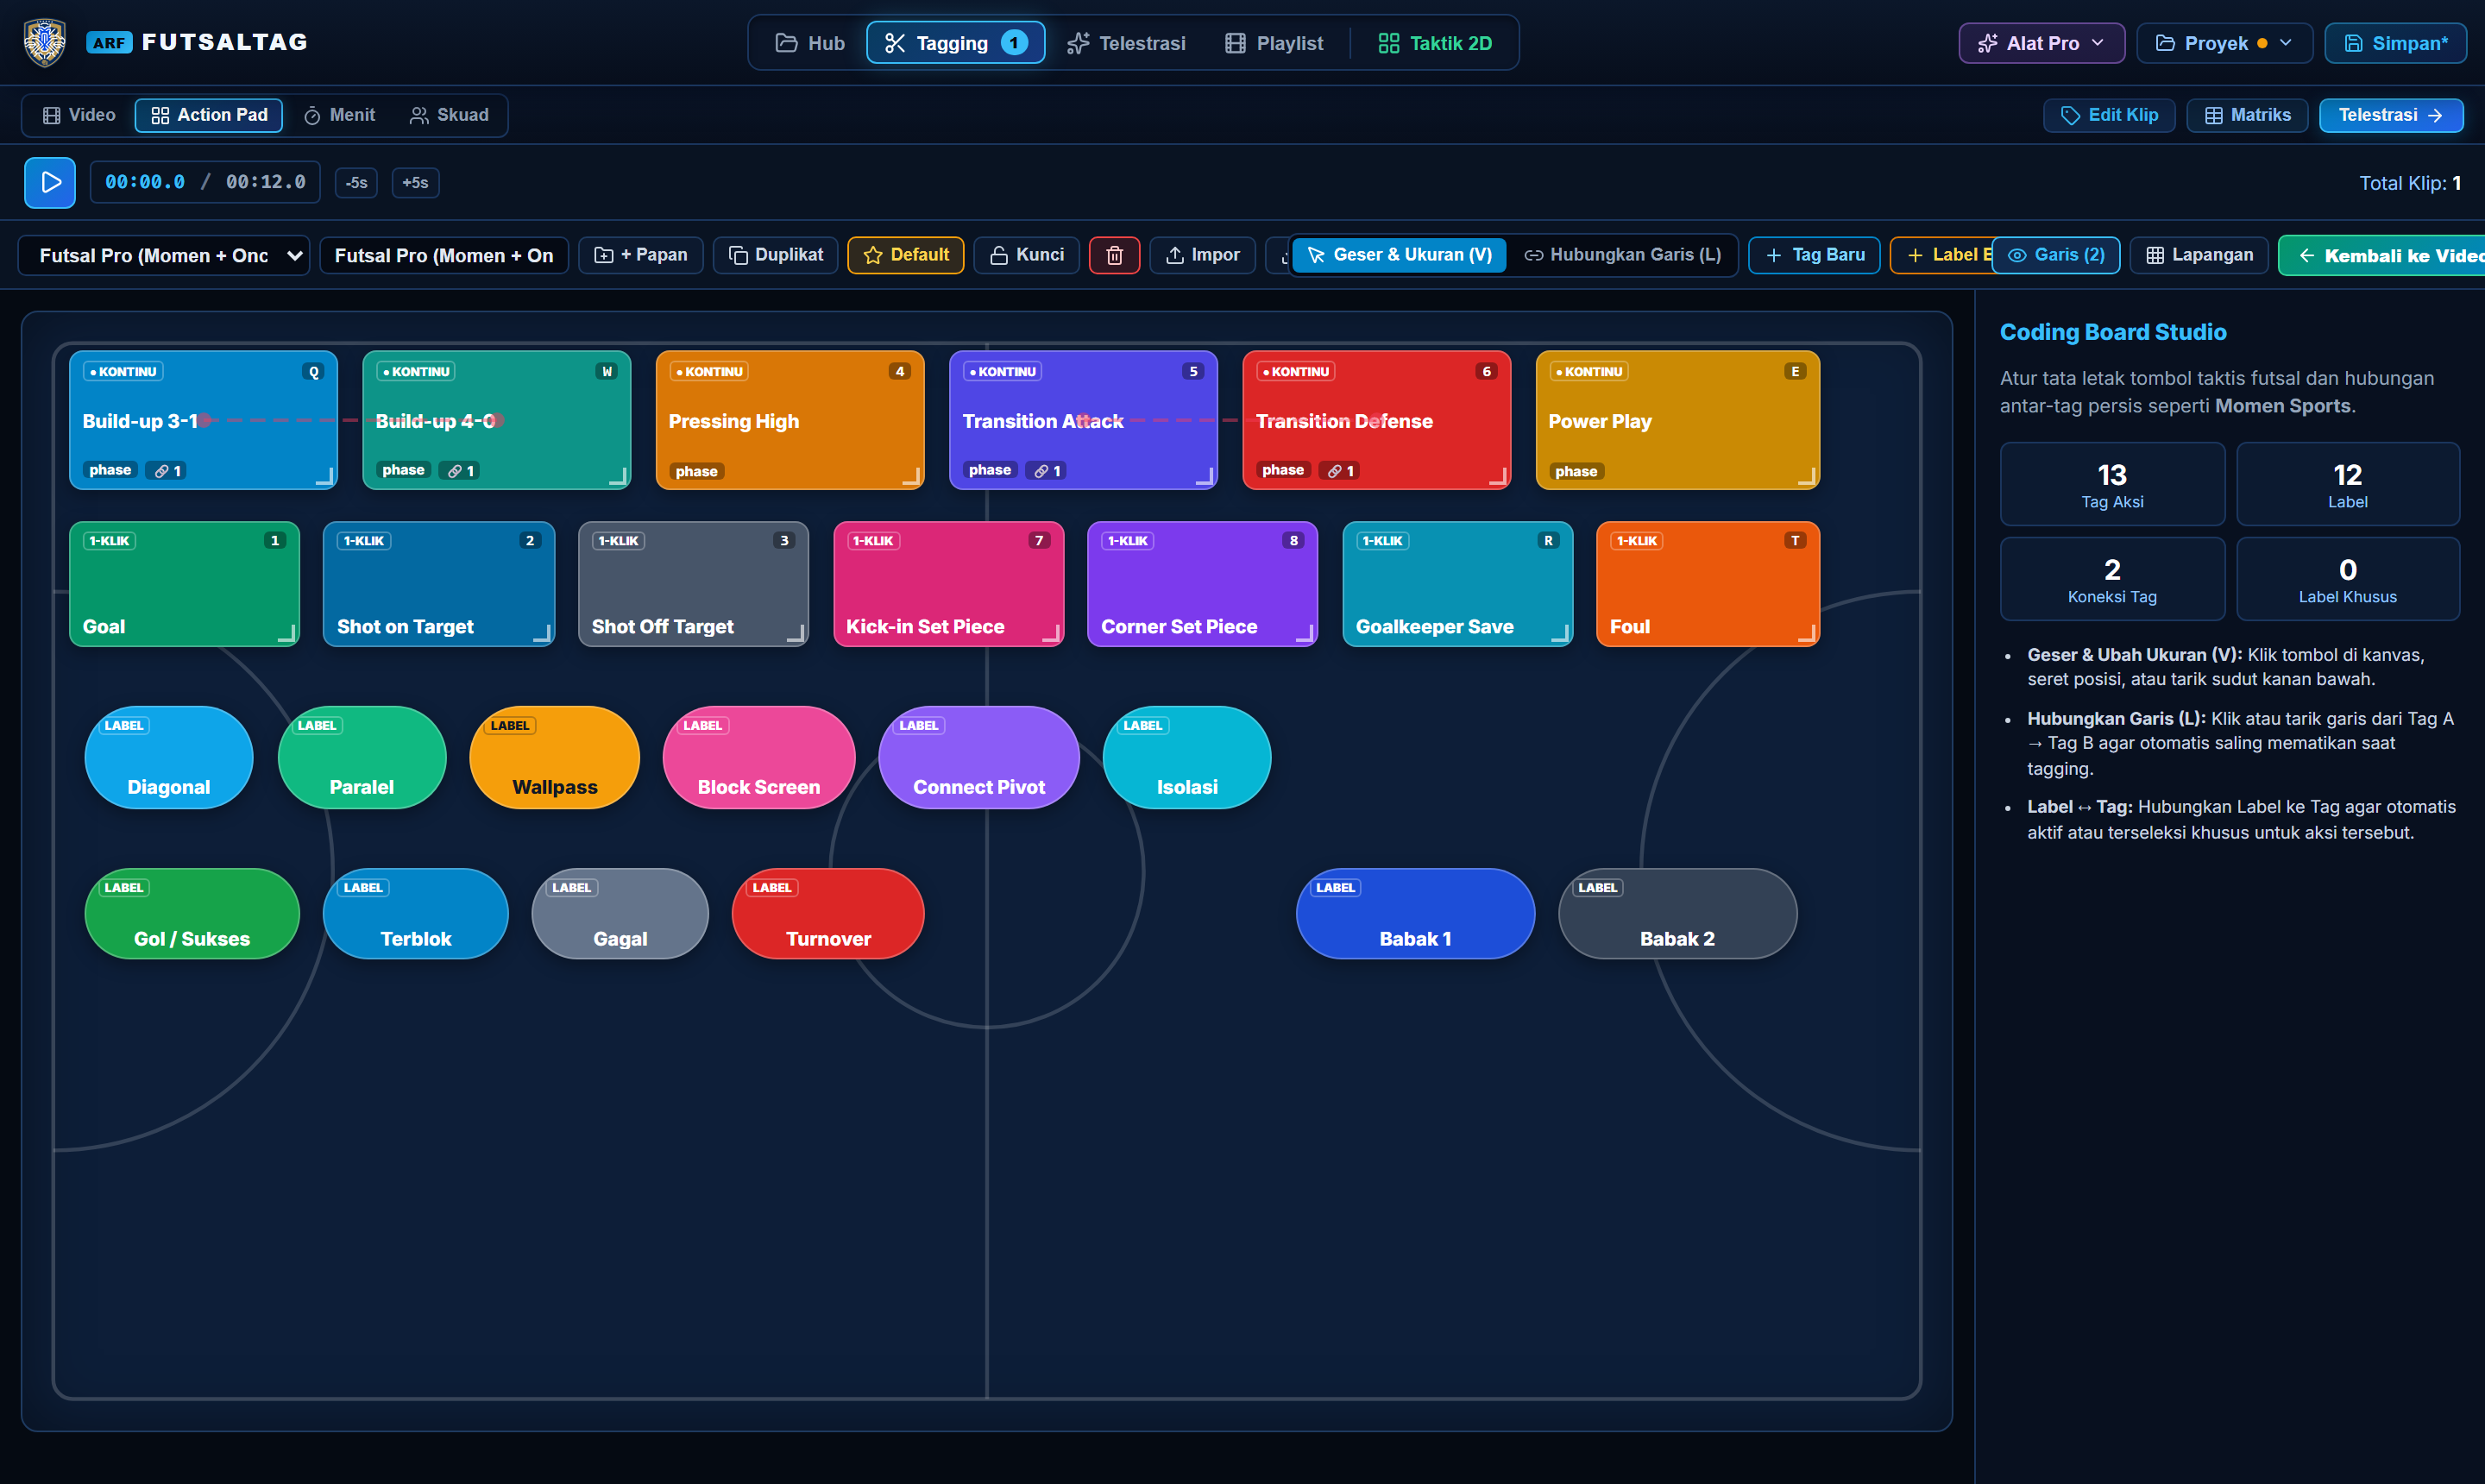 ARF FUTSALTAG
Hub
Tagging 1
Telestrasi
Playlist
Taktik 2D
Alat Pro
Proyek
Simpan*
Video
Action Pad
Menit
Skuad
Edit Klip
Matriks
Telestrasi →
00:00.0 / 00:12.0
-5s
+5s
Total Klip: 1
Futsal Pro (Momen + Onc
Futsal Pro (Momen + On
+ Papan
Duplikat
Default
Kunci
Impor
Geser & Ukuran (V)
Hubungkan Garis (L)
+ Tag Baru
+ Label E
Garis (2)
Lapangan
← Kembali ke Video
• KONTINU Q
Build-up 3-1
phase 1
• KONTINU W
Build-up 4-0
phase 1
• KONTINU 4
Pressing High
phase
• KONTINU 5
Transition Attack
phase 1
• KONTINU 6
Transition Defense
phase 1
• KONTINU E
Power Play
phase
1-KLIK 1
Goal
1-KLIK 2
Shot on Target
1-KLIK 3
Shot Off Target
1-KLIK 7
Kick-in Set Piece
1-KLIK 8
Corner Set Piece
1-KLIK R
Goalkeeper Save
1-KLIK T
Foul
LABEL
Diagonal
LABEL
Paralel
LABEL
Wallpass
LABEL
Block Screen
LABEL
Connect Pivot
LABEL
Isolasi
LABEL
Gol / Sukses
LABEL
Terblok
LABEL
Gagal
LABEL
Turnover
LABEL
Babak 1
LABEL
Babak 2
Coding Board Studio
Atur tata letak tombol taktis futsal dan hubungan
antar-tag persis seperti Momen Sports.
13
Tag Aksi
12
Label
2
Koneksi Tag
0
Label Khusus
• Geser & Ubah Ukuran (V): Klik tombol di kanvas,
seret posisi, atau tarik sudut kanan bawah.
• Hubungkan Garis (L): Klik atau tarik garis dari Tag A
→ Tag B agar otomatis saling mematikan saat
tagging.
• Label ↔ Tag: Hubungkan Label ke Tag agar otomatis
aktif atau terseleksi khusus untuk aksi tersebut.